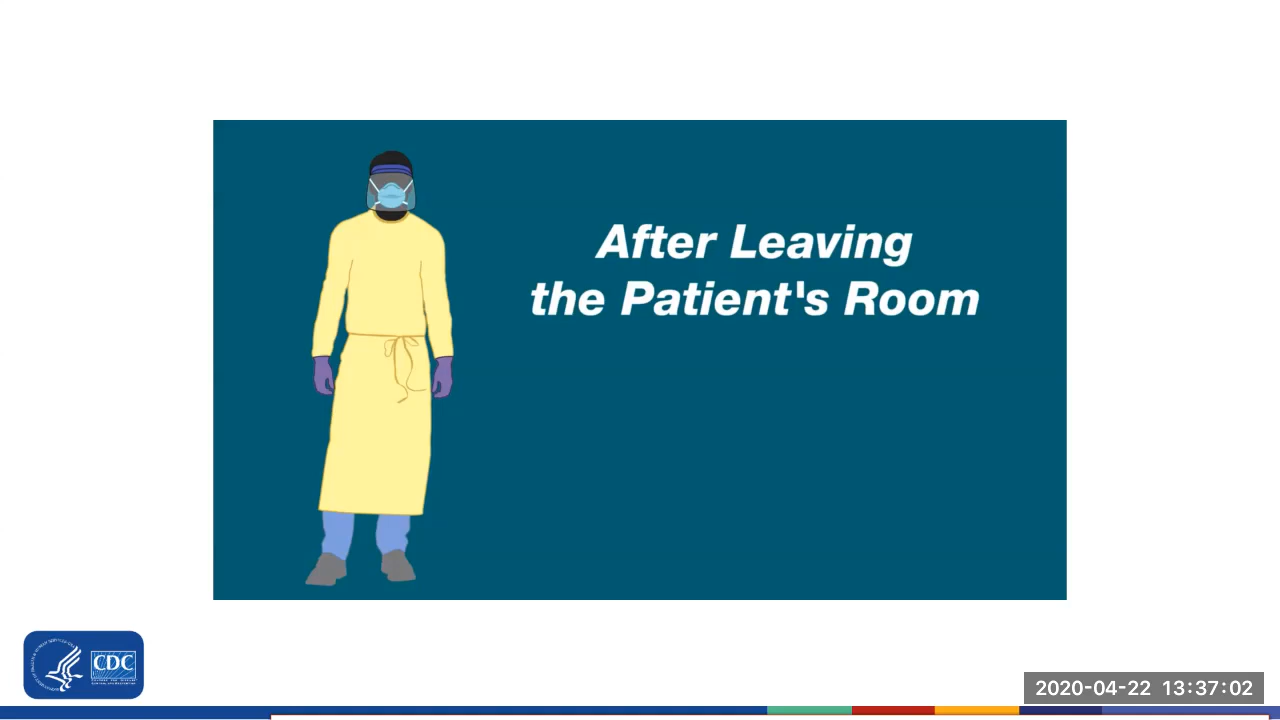 After Leaving
the Patient's Room
CDC
2020-04-22 13:37:02